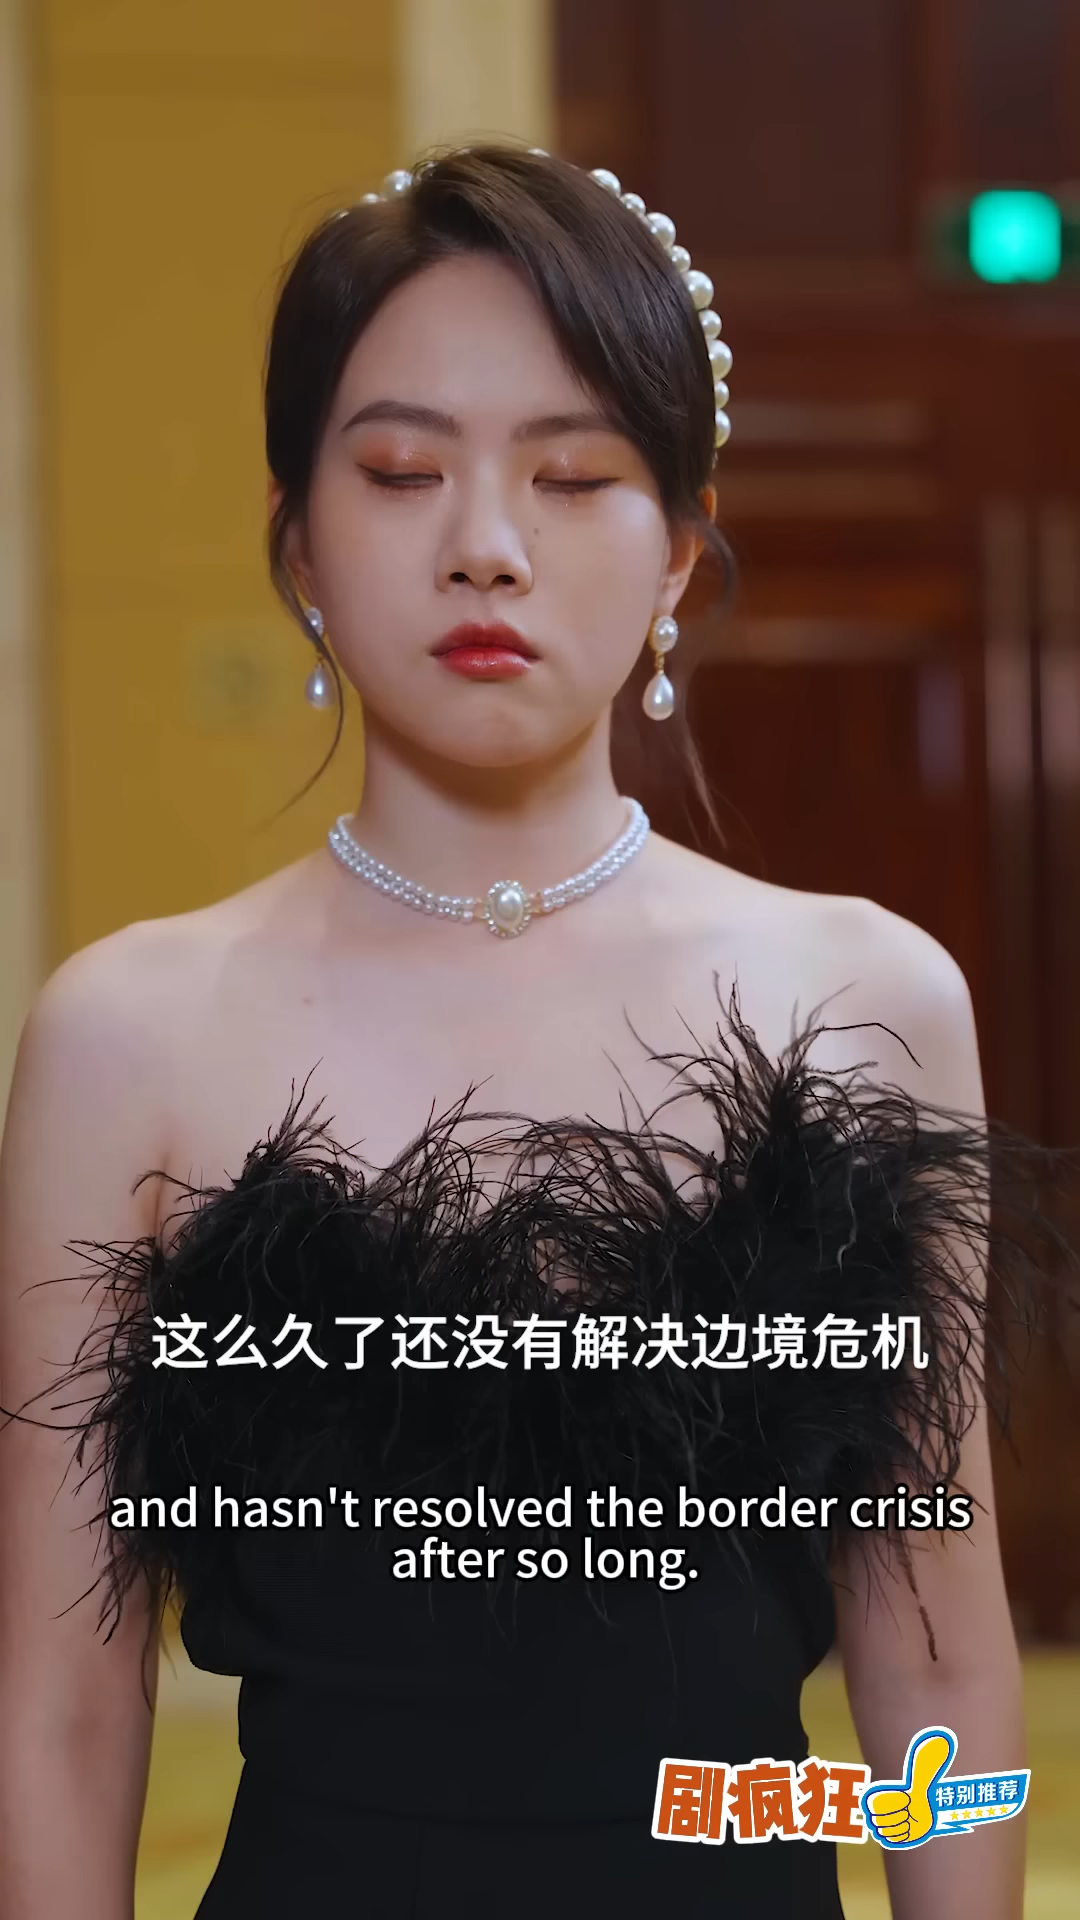 这么久了还没有解决边境危机
and hasn't resolved the border crisis
after so long.
剧疯狂
特别推荐